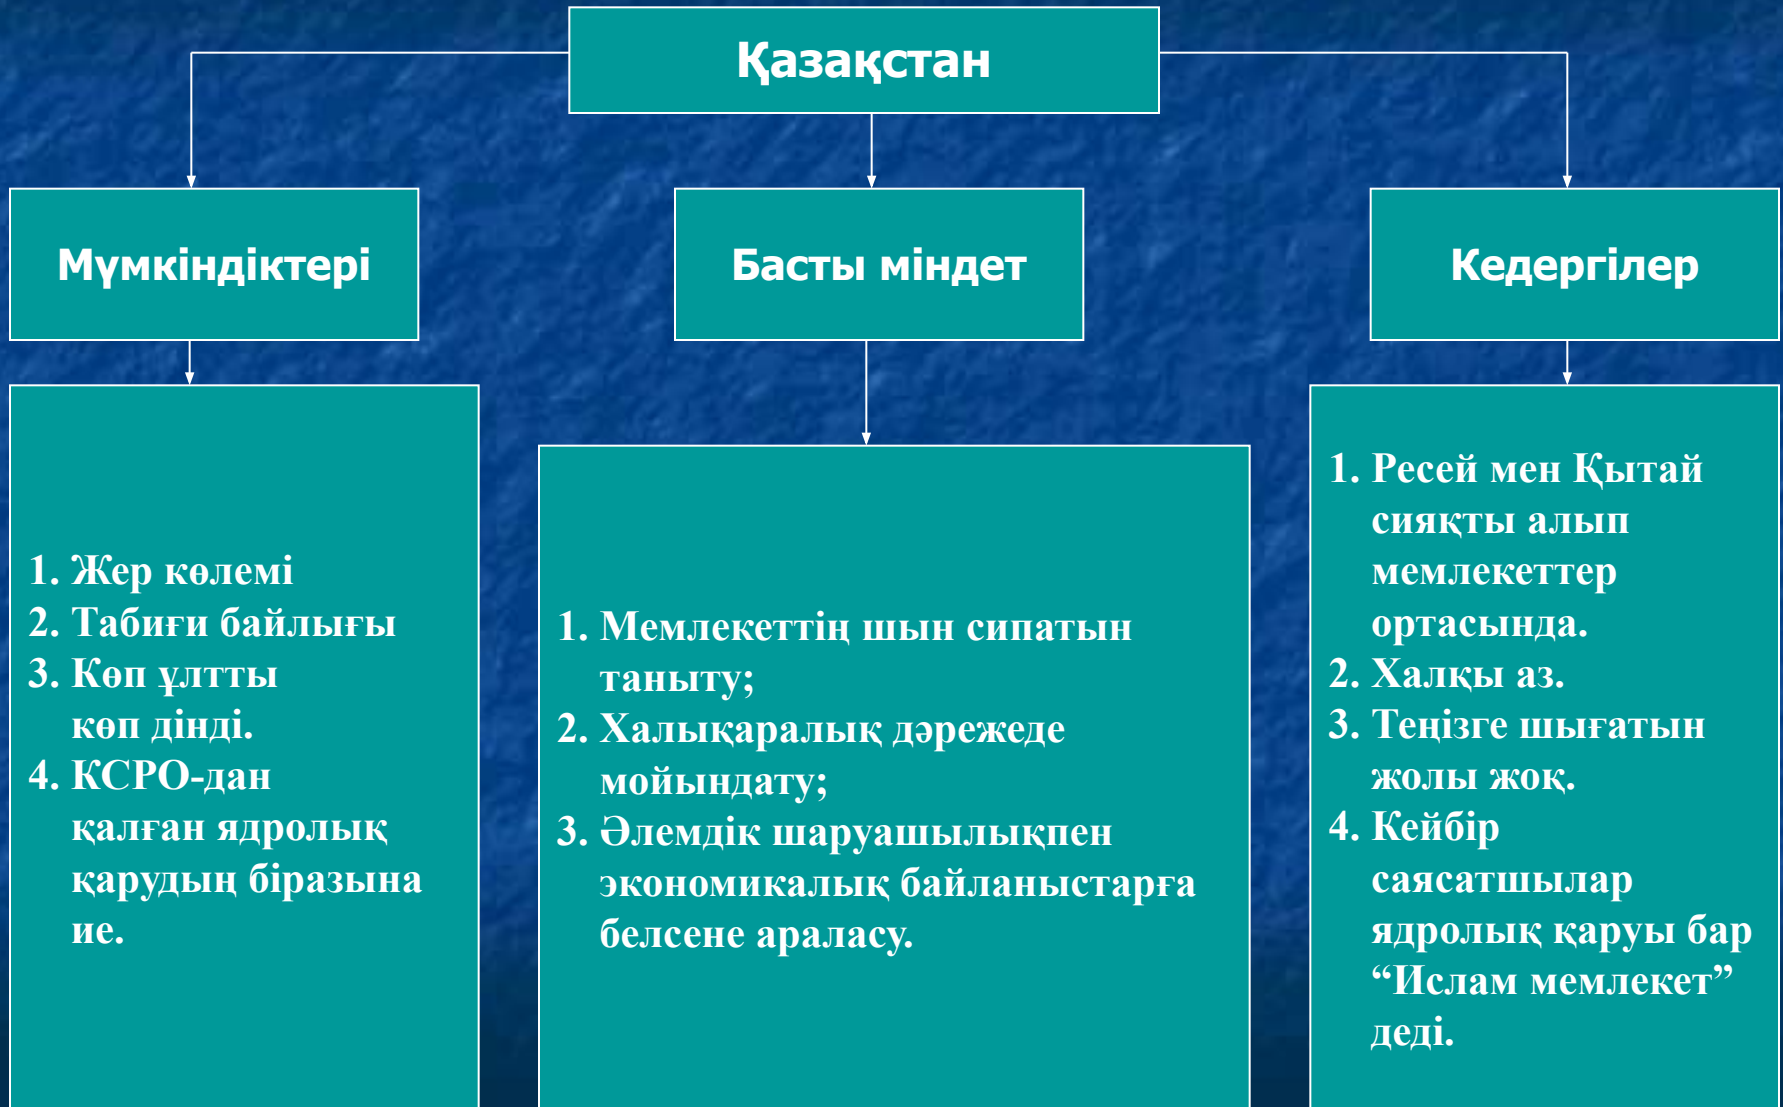 Қазақстан
Мүмкіндіктері
Басты міндет
Кедергілер
1. Жер көлемі
2. Табиғи байлығы
3. Көп ұлтты
көп дінді.
4. КСРО-дан
қалған ядролық
қарудың біразына
ие.
1. Мемлекеттің шын сипатын
таныту;
2. Халықаралық дәрежеде
мойындату;
3. Әлемдік шаруашылықпен
экономикалық байланыстарға
белсене араласу.
1. Ресей мен Қытай
сияқты алып
мемлекеттер
ортасында.
2. Халқы аз.
3. Теңізге шығатын
жолы жоқ.
4. Кейбір
саясатшылар
ядролық қаруы бар
“Ислам мемлекет”
деді.